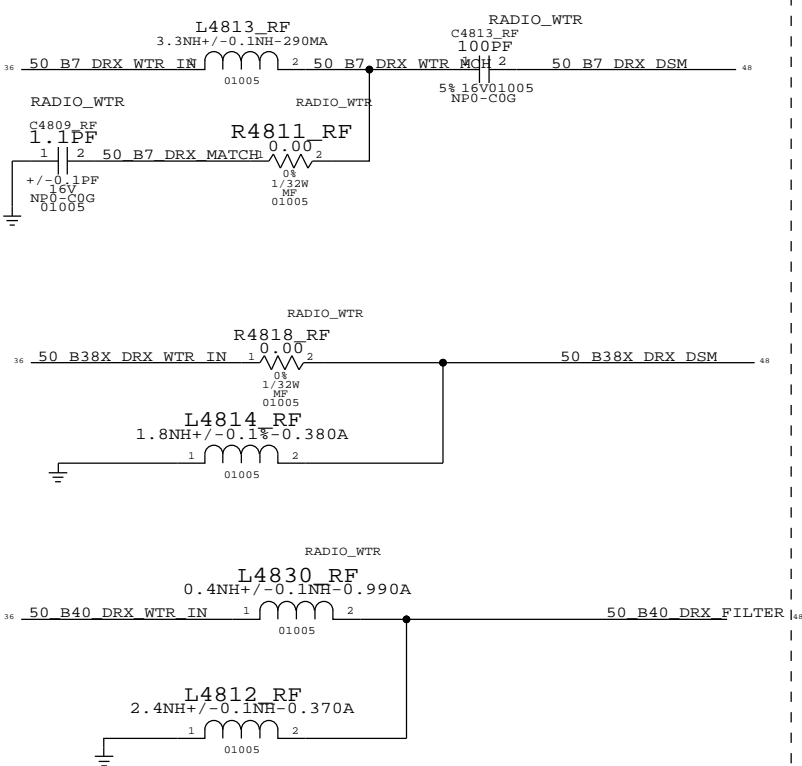 L4813_RF
3.3NH+/-0.1NH-290MA
RADIO_WTR
C4813_RF
100PF
36 50_B7_DRX_WTR_IN 1 2 50_B7_DRX_WTR_MCH 1 2 50_B7_DRX_DSM 48
01005
5% 16V01005
NP0-C0G
RADIO_WTR
RADIO_WTR
C4809_RF
1.1PF
R4811_RF
0.00
1 2 50_B7_DRX_MATCH 1 2
+/-0.1PF
16V
NP0-C0G
01005
0%
1/32W
MF
01005
RADIO_WTR
R4818_RF
0.00
36 50_B38X_DRX_WTR_IN 1 2 50_B38X_DRX_DSM 48
0%
1/32W
MF
01005
L4814_RF
1.8NH+/-0.1%-0.380A
1 2
01005
RADIO_WTR
L4830_RF
0.4NH+/-0.1NH-0.990A
36 50_B40_DRX_WTR_IN 1 2 50_B40_DRX_FILTER 48
01005
L4812_RF
2.4NH+/-0.1NH-0.370A
1 2
01005